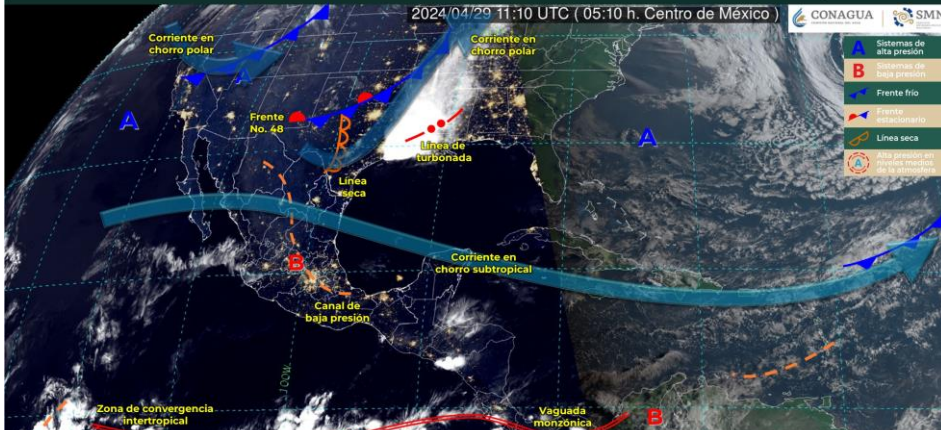 2024/04/29 11:10 UTC ( 05:10 h. Centro de México )
CONAGUA
SMN
Corriente en
chorro polar
Corriente en
chorro polar
A
Sistemas de
alta presión
B
Sistemas de
baja presión
Frente frío
Frente
estacionario
Línea seca
A
Alta presión en
niveles medios
de la atmosfera
A
A
A
Frente
No. 48
Línea de
turbonada
Línea
seca
Corriente en
chorro subtropical
B
Canal de
baja presión
100W
Zona de convergencia
intertropical
Vaguada
monzónica
B